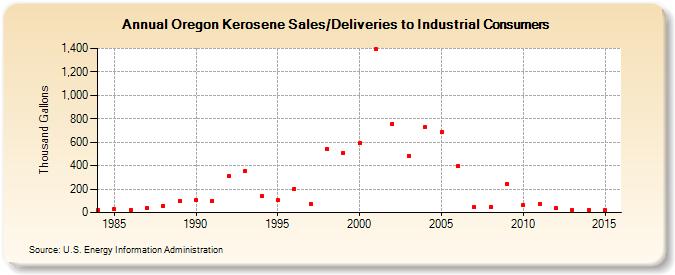 Annual Oregon Kerosene Sales/Deliveries to Industrial Consumers
Thousand Gallons
1,400
1,200
1,000
800
600
400
200
0
1985 1990 1995 2000 2005 2010 2015
Source: U.S. Energy Information Administration